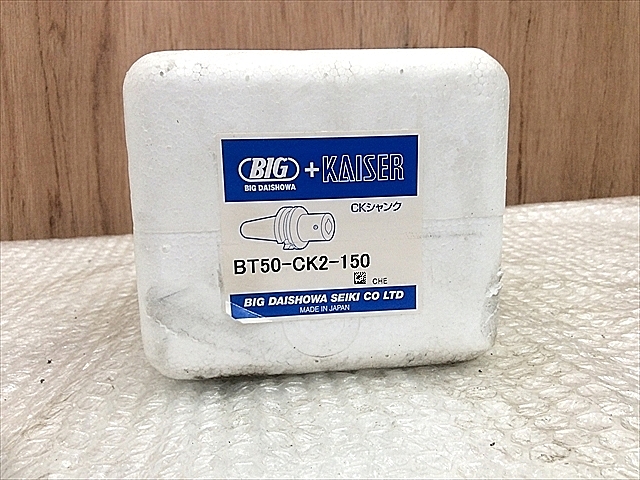 BIG + KAISER
BIG DAISHOWA
CKシャンク
BT50-CK2-150
CHE
BIG DAISHOWA SEIKI CO LTD
MADE IN JAPAN